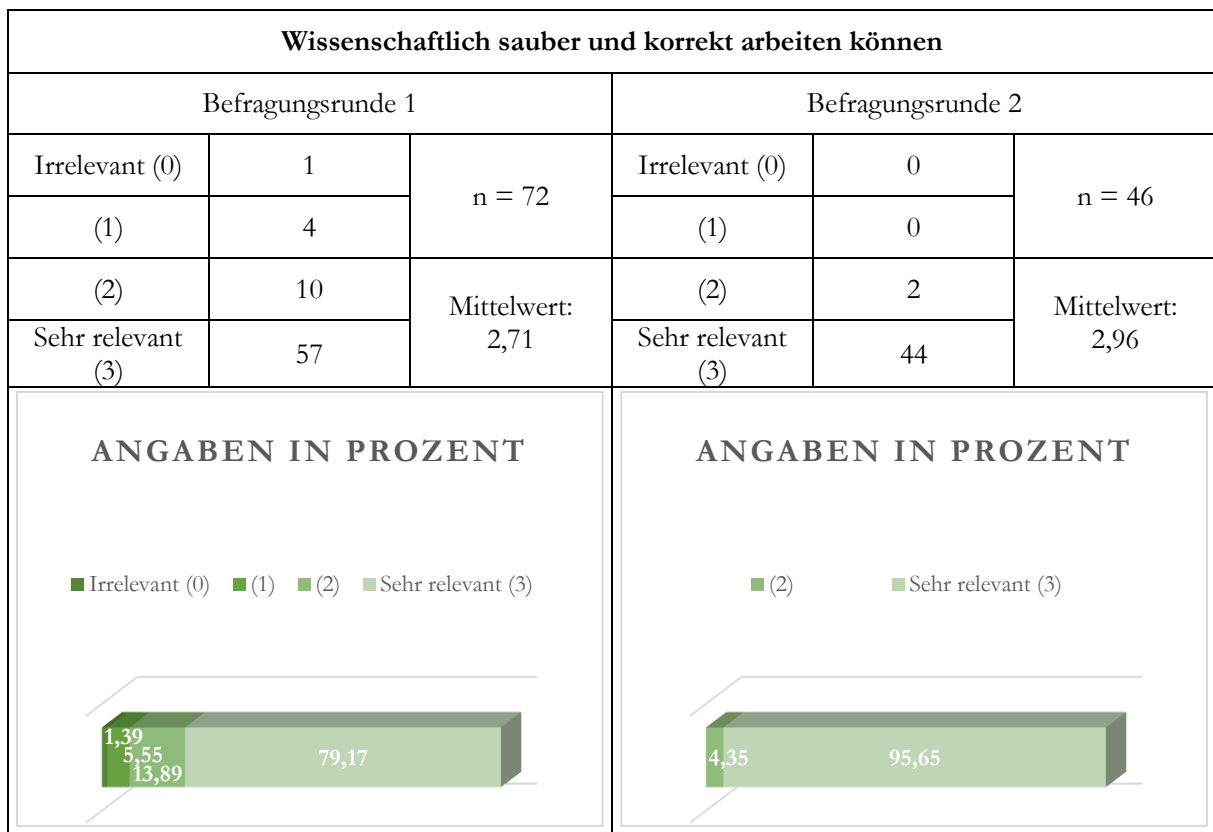 Wissenschaftlich sauber und korrekt arbeiten können
Befragungsrunde 1
Irrelevant (0)
1
n = 72
(1)
4
(2)
10
Mittelwert:
2,71
Sehr relevant
(3)
57
Befragungsrunde 2
Irrelevant (0)
0
n = 46
(1)
0
(2)
2
Mittelwert:
2,96
Sehr relevant
(3)
44
ANGABEN IN PROZENT
Irrelevant (0) (1) (2) Sehr relevant (3)
1,39
5,55
13,89
79,17
ANGABEN IN PROZENT
(2) Sehr relevant (3)
4,35 95,65